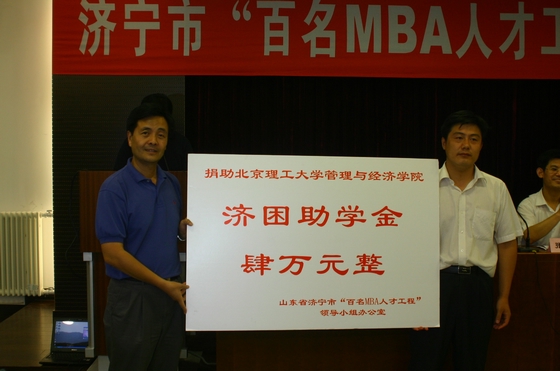 济宁市“百名MBA人才工
捐助北京理工大学管理与经济学院
济困助学金
肆万元整
山东省济宁市“百名MBA人才工程”
领导小组办公室